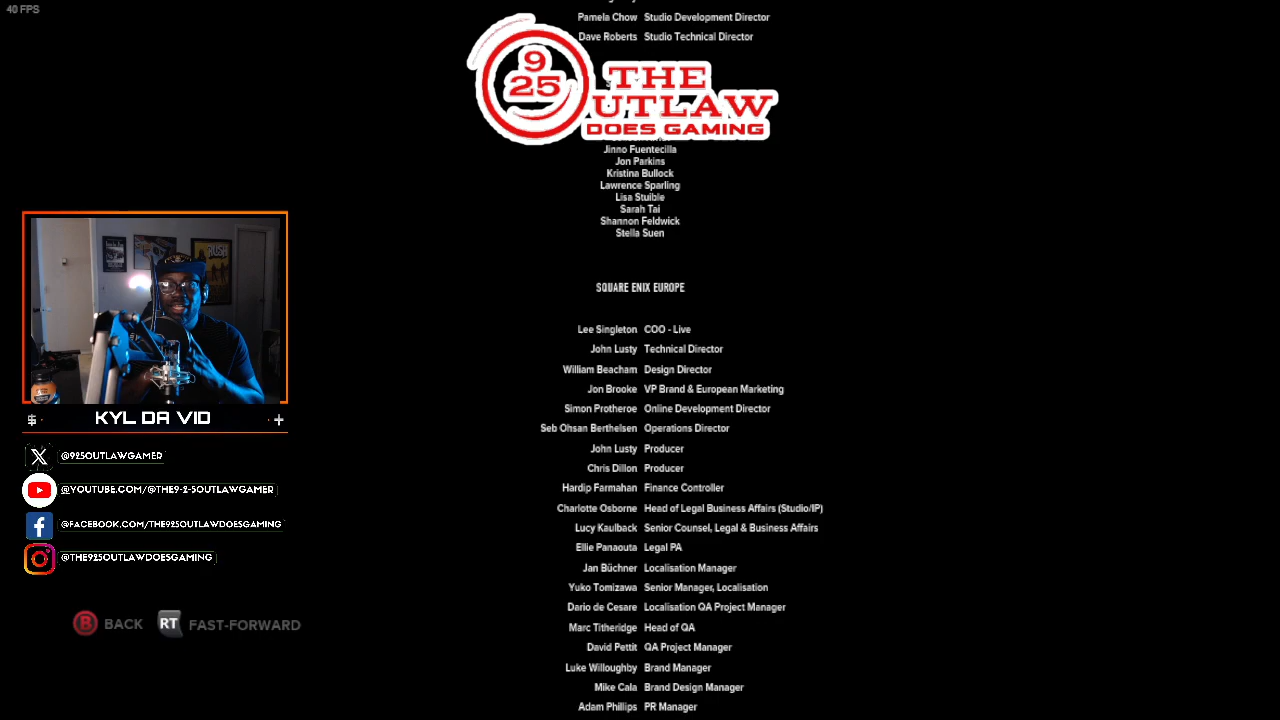 40 FPS
Pamela Chow Studio Development Director
Dave Roberts Studio Technical Director
9
25
THE
OUTLAW
DOES GAMING
Jinno Fuentecilla
Jon Parkins
Kristina Bullock
Lawrence Sparling
Lisa Stuible
Sarah Tai
Shannon Feldwick
Stella Suen
SQUARE ENIX EUROPE
Lee Singleton COO - Live
John Lusty Technical Director
William Beacham Design Director
Jon Brooke VP Brand & European Marketing
Simon Protheroe Online Development Director
Seb Ohsan Berthelsen Operations Director
John Lusty Producer
Chris Dillon Producer
Hardip Farmahan Finance Controller
Charlotte Osborne Head of Legal Business Affairs (Studio/IP)
Lucy Kaulback Senior Counsel, Legal & Business Affairs
Ellie Panaouta Legal PA
Jan Büchner Localisation Manager
Yuko Tomizawa Senior Manager, Localisation
Dario de Cesare Localisation QA Project Manager
Marc Titheridge Head of QA
David Pettit QA Project Manager
Luke Willoughby Brand Manager
Mike Cala Brand Design Manager
Adam Phillips PR Manager
RUSH
KYL DA VID
@925OUTLAWGAMER
@YOUTUBE.COM/@THE9-2-5OUTLAWGAMER
@FACEBOOK.COM/THE925OUTLAWDOESGAMING
@THE925OUTLAWDOESGAMING
B BACK RT FAST-FORWARD